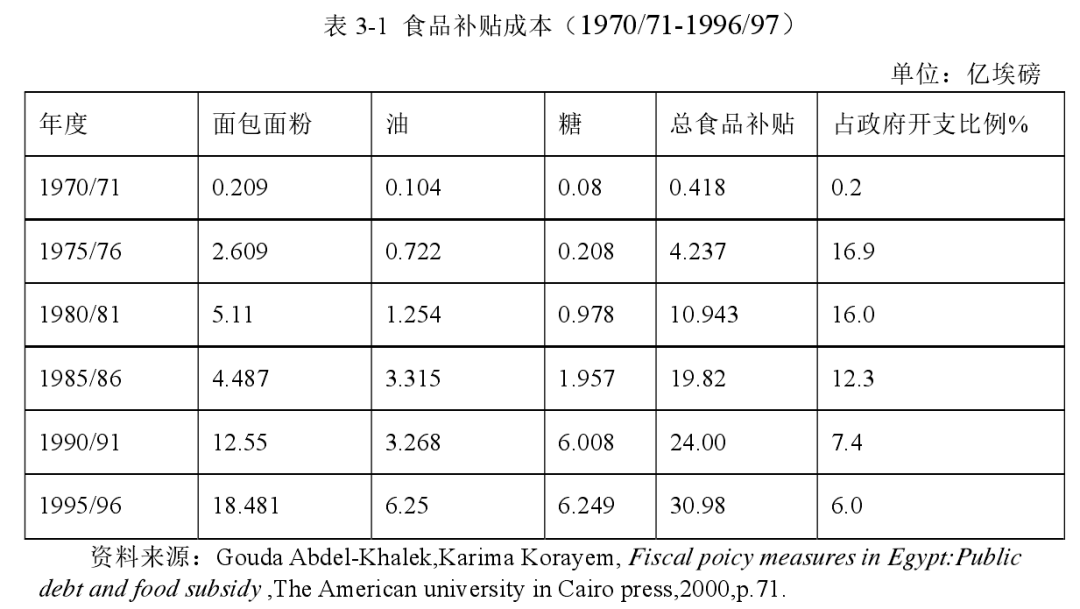 表 3-1 食品补贴成本（1970/71-1996/97）
单位：亿埃磅
年度 面包面粉 油 糖 总食品补贴 占政府开支比例%
1970/71 0.209 0.104 0.08 0.418 0.2
1975/76 2.609 0.722 0.208 4.237 16.9
1980/81 5.11 1.254 0.978 10.943 16.0
1985/86 4.487 3.315 1.957 19.82 12.3
1990/91 12.55 3.268 6.008 24.00 7.4
1995/96 18.481 6.25 6.249 30.98 6.0
资料来源：Gouda Abdel-Khalek,Karima Korayem, Fiscal poicy measures in Egypt:Public
debt and food subsidy ,The American university in Cairo press,2000,p.71.